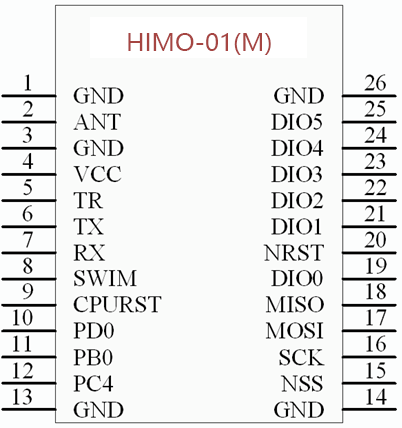 HIMO-01(M)
1 GND GND 26
2 ANT DIO5 25
3 GND DIO4 24
4 VCC DIO3 23
5 TR DIO2 22
6 TX DIO1 21
7 RX NRST 20
8 SWIM DIO0 19
9 CPURST MISO 18
10 PD0 MOSI 17
11 PB0 SCK 16
12 PC4 NSS 15
13 GND GND 14